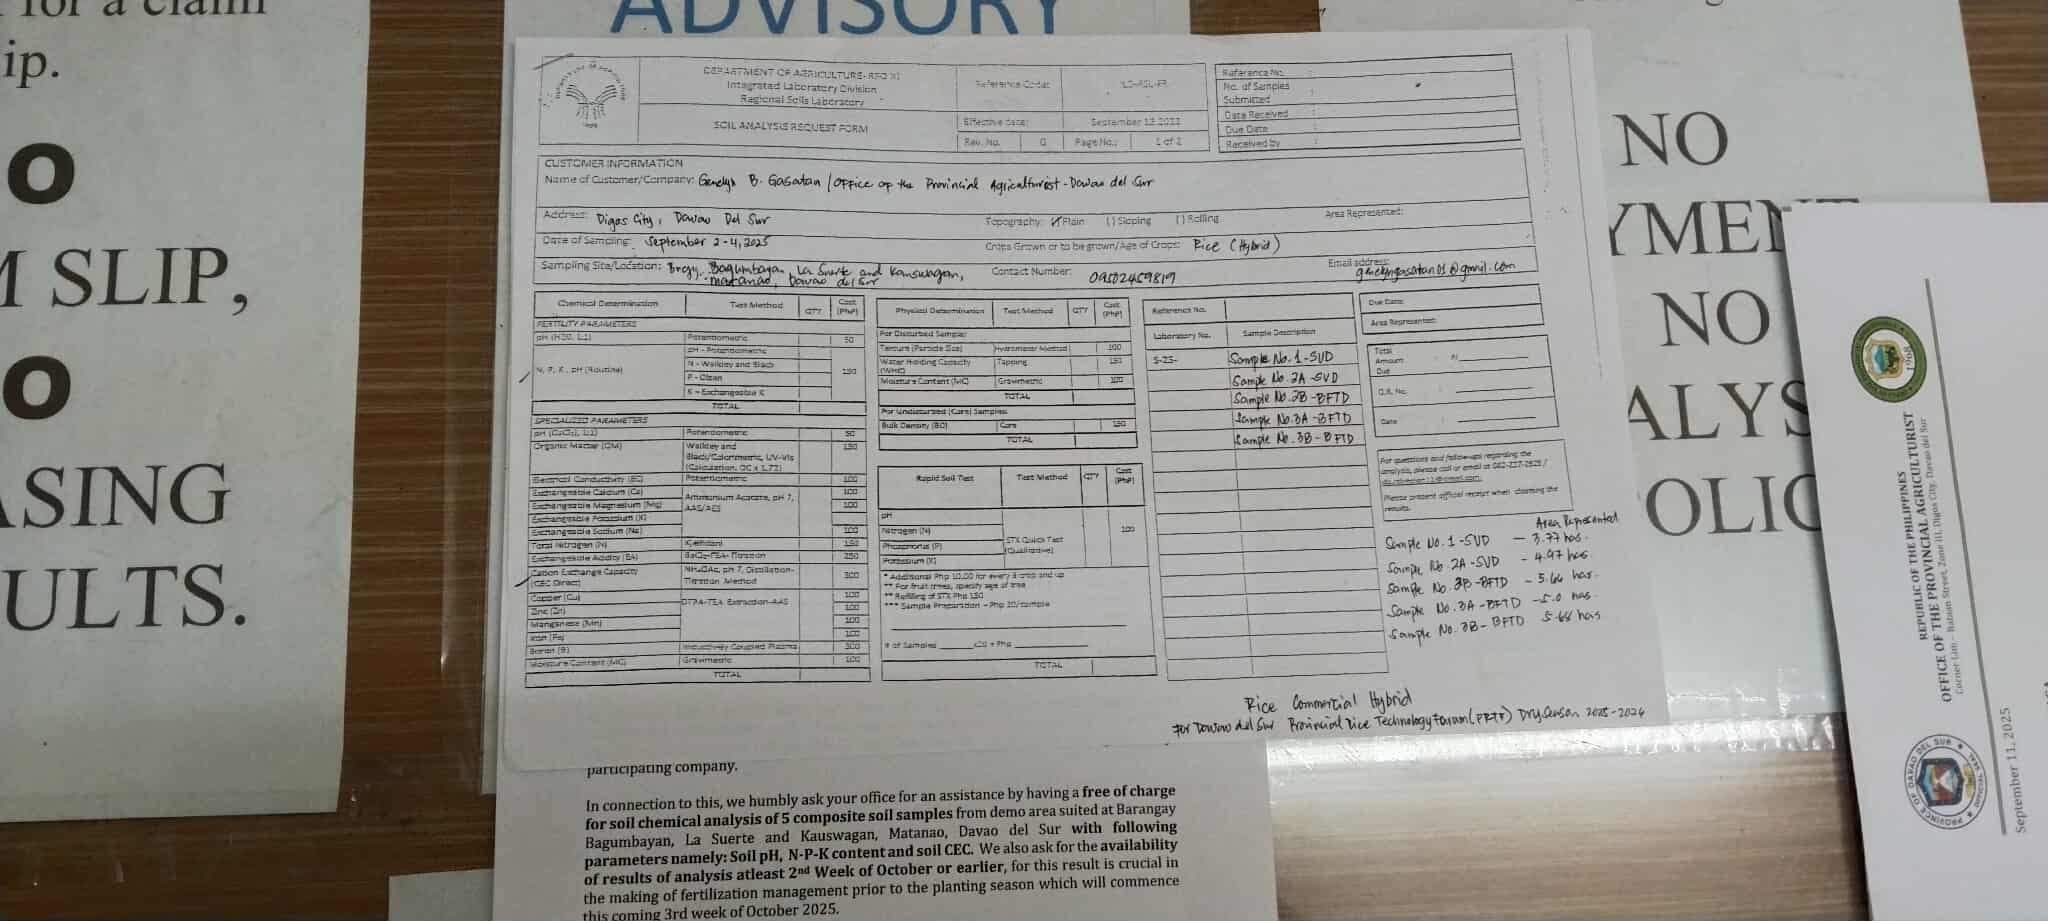 for a claim
ip.
O
M SLIP,
O
ASING
ULTS.
ADVISORY
NO
YMENT
NO
ALYS
OLIC
DEPARTMENT OF AGRICULTURE- RFO XI
Integrated Laboratory Division
Regional Soils Laboratory
SOIL ANALYSIS REQUEST FORM
Reference Code:
Effective date: September 12 2022
Rev. No. 0 Page No.: 1 of 2
Reference No. :
No. of Samples Submitted :
Date Received :
Due Date :
Received by :
CUSTOMER INFORMATION
Name of Customer/Company: Genelyn B. Gasatan / Office of the Provincial Agriculturist - Davao del Sur
Address: Digos City, Davao Del Sur Topography: (✓) Plain ( ) Sloping ( ) Rolling Area Represented:
Date of Sampling: September 2-4, 2025 Crops Grown or to be grown/Age of Crops: Rice (Hybrid)
Sampling Site/Location: Brgy. Bagumbayan, La Suerte and Kauswagan, Matanao, Davao del Sur Contact Number: 09502459819 Email address: genelyngasatan01@gmail.com
Chemical Determination Test Method QTY Cost (PhP)
FERTILITY PARAMETERS
pH (H2O, 1:1) Potentiometric 50
N, P, K, pH (Routine) pH - Potentiometric
N - Walkley and Black 150
P - Olsen
K - Exchangeable K
TOTAL
SPECIALIZED PARAMETERS
pH (CaCl2, 1:1) Potentiometric 50
Organic Matter (OM) Walkley and Black/Colorimetric, UV-Vis (Calculation, OC x 1.72) 150
Electrical Conductivity (EC) Potentiometric 100
Exchangeable Calcium (Ca) Ammonium Acetate, pH 7, AAS/AES 100
Exchangeable Magnesium (Mg) 100
Exchangeable Potassium (K)
Exchangeable Sodium (Na) 100
Total Nitrogen (N) Kjeldahl 150
Exchangeable Acidity (EA) BaCl2-TEA- Titration 250
Cation Exchange Capacity (CEC Direct) NH4OAc, pH 7, Distillation-Titration Method 300
Copper (Cu) DTPA-TEA Extraction-AAS 100
Zinc (Zn) 100
Manganese (Mn) 100
Iron (Fe) 100
Boron (B) Inductively Coupled Plasma 300
Moisture Content (MC) Gravimetric 100
TOTAL
Physical Determination Test Method QTY Cost (PhP)
For Disturbed Sample:
Texture (Particle Size) Hydrometer Method 200
Water Holding Capacity (WHC) Tapping 150
Moisture Content (MC) Gravimetric 100
TOTAL
For Undisturbed (Core) Samples:
Bulk Density (BD) Core 150
TOTAL
Rapid Soil Test Test Method QTY Cost (PhP)
pH
Nitrogen (N) STK Quick Test (Qualitative) 100
Phosphorus (P)
Potassium (K)
* Additional Php 10.00 for every 3 crop and up
** For fruit trees, specify age of tree
** Refilling of STK Php 150
*** Sample Preparation - Php 20/sample
# of Samples
TOTAL
Reference No.
Laboratory No. Sample Description
S-25- Sample No. 1 - SVD
Sample No. 2A - SVD
Sample No. 2B - BFTD
Sample No. 3A - BFTD
Sample No. 3B - BFTD
Due Date:
Area Represented:
Total Amount Due : P
O.R. No. :
Date :
For questions and follow-ups regarding the analysis, please call or email at
Please present official receipt when claiming the results.
Area Represented
Sample No. 1 - SVD - 3.77 has.
Sample No 2A - SVD - 4.97 has.
Sample No. 3B - BFTD - 5.66 has.
Sample No. 3A - BFTD - 5.0 has.
Sample No. 3B - BFTD 5.68 has
Rice Commercial Hybrid
For Davao del Sur Provincial Rice Technology Forum (PRTF) Dry Season 2025-2026
participating company.
In connection to this, we humbly ask your office for an assistance by having a free of charge
for soil chemical analysis of 5 composite soil samples from demo area suited at Barangay
Bagumbayan, La Suerte and Kauswagan, Matanao, Davao del Sur with following
parameters namely: Soil pH, N-P-K content and soil CEC. We also ask for the availability
of results of analysis atleast 2nd Week of October or earlier, for this result is crucial in
the making of fertilization management prior to the planting season which will commence
this coming 3rd week of October 2025.
REPUBLIC OF THE PHILIPPINES
OFFICE OF THE PROVINCIAL AGRICULTURIST
Corner Lim - Bataan Street, Zone III, Digos City, Davao del Sur
PROVINCE OF DAVAO DEL SUR
OFFICIAL SEAL
1968
September 11, 2025